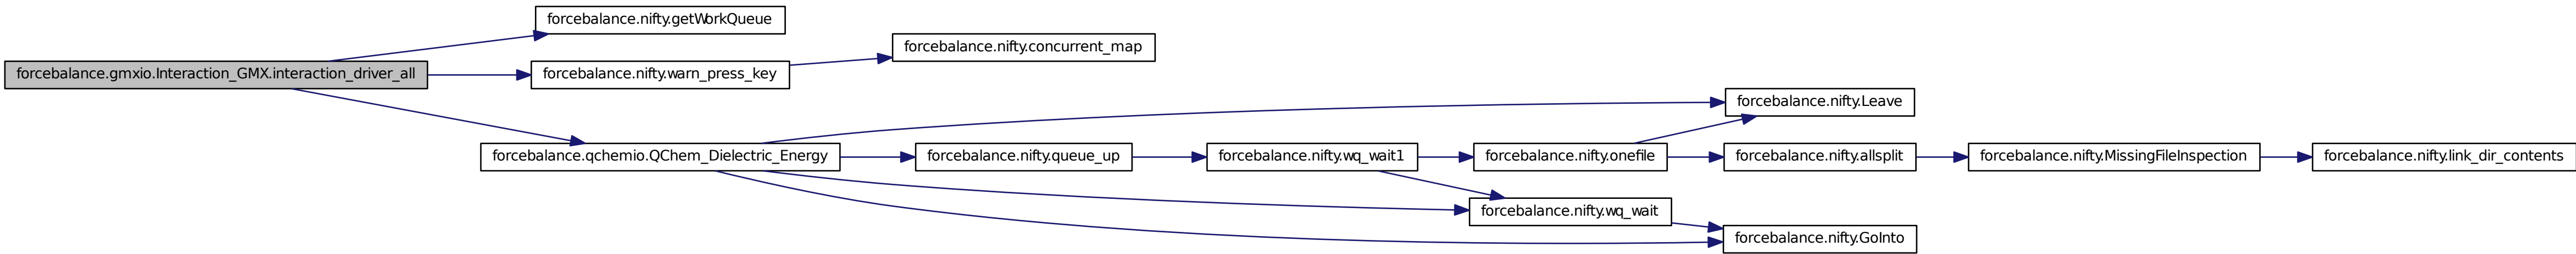 forcebalance.nifty.getWorkQueue
forcebalance.nifty.concurrent_map
forcebalance.gmxio.Interaction_GMX.interaction_driver_all
forcebalance.nifty.warn_press_key
forcebalance.nifty.Leave
forcebalance.qchemio.QChem_Dielectric_Energy
forcebalance.nifty.queue_up
forcebalance.nifty.wq_wait1
forcebalance.nifty.onefile
forcebalance.nifty.allsplit
forcebalance.nifty.MissingFileInspection
forcebalance.nifty.link_dir_contents
forcebalance.nifty.wq_wait
forcebalance.nifty.GoInto